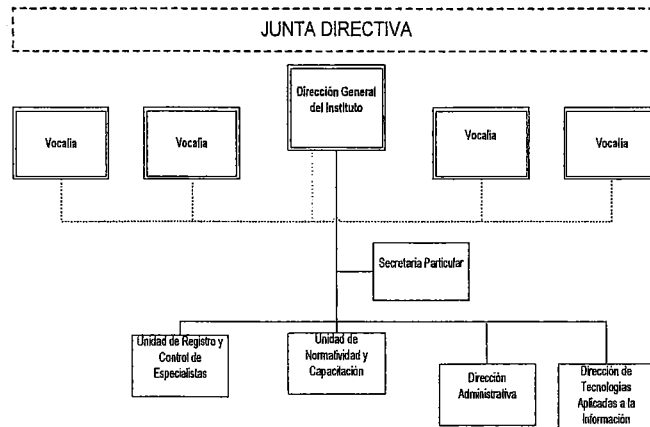 JUNTA DIRECTIVA
Dirección General
del Instituto
Vocalia
Vocalia
Vocalia
Vocalia
Secretaria Particular
Unidad de Registro y
Control de
Especialistas
Unidad de
Normatividad y
Capacitación
Dirección
Administrativa
Dirección de
Tecnologias
Aplicadas a la
Información